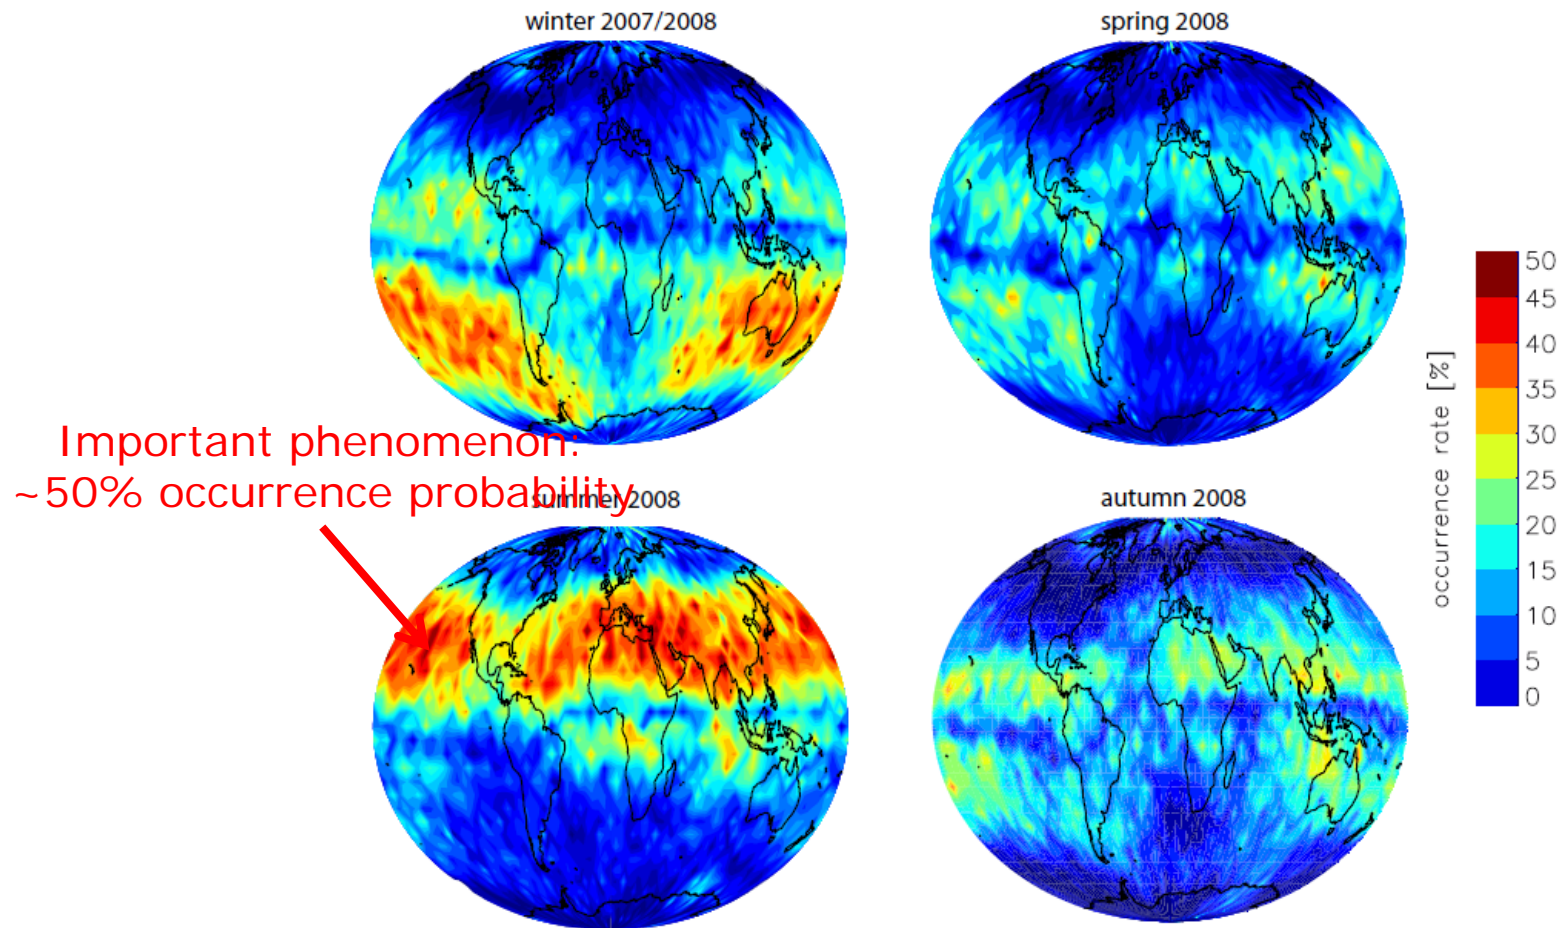 winter 2007/2008
spring 2008
Important phenomenon:
~50% occurrence probability
summer 2008
autumn 2008
occurrence rate [%]
50
45
40
35
30
25
20
15
10
5
0